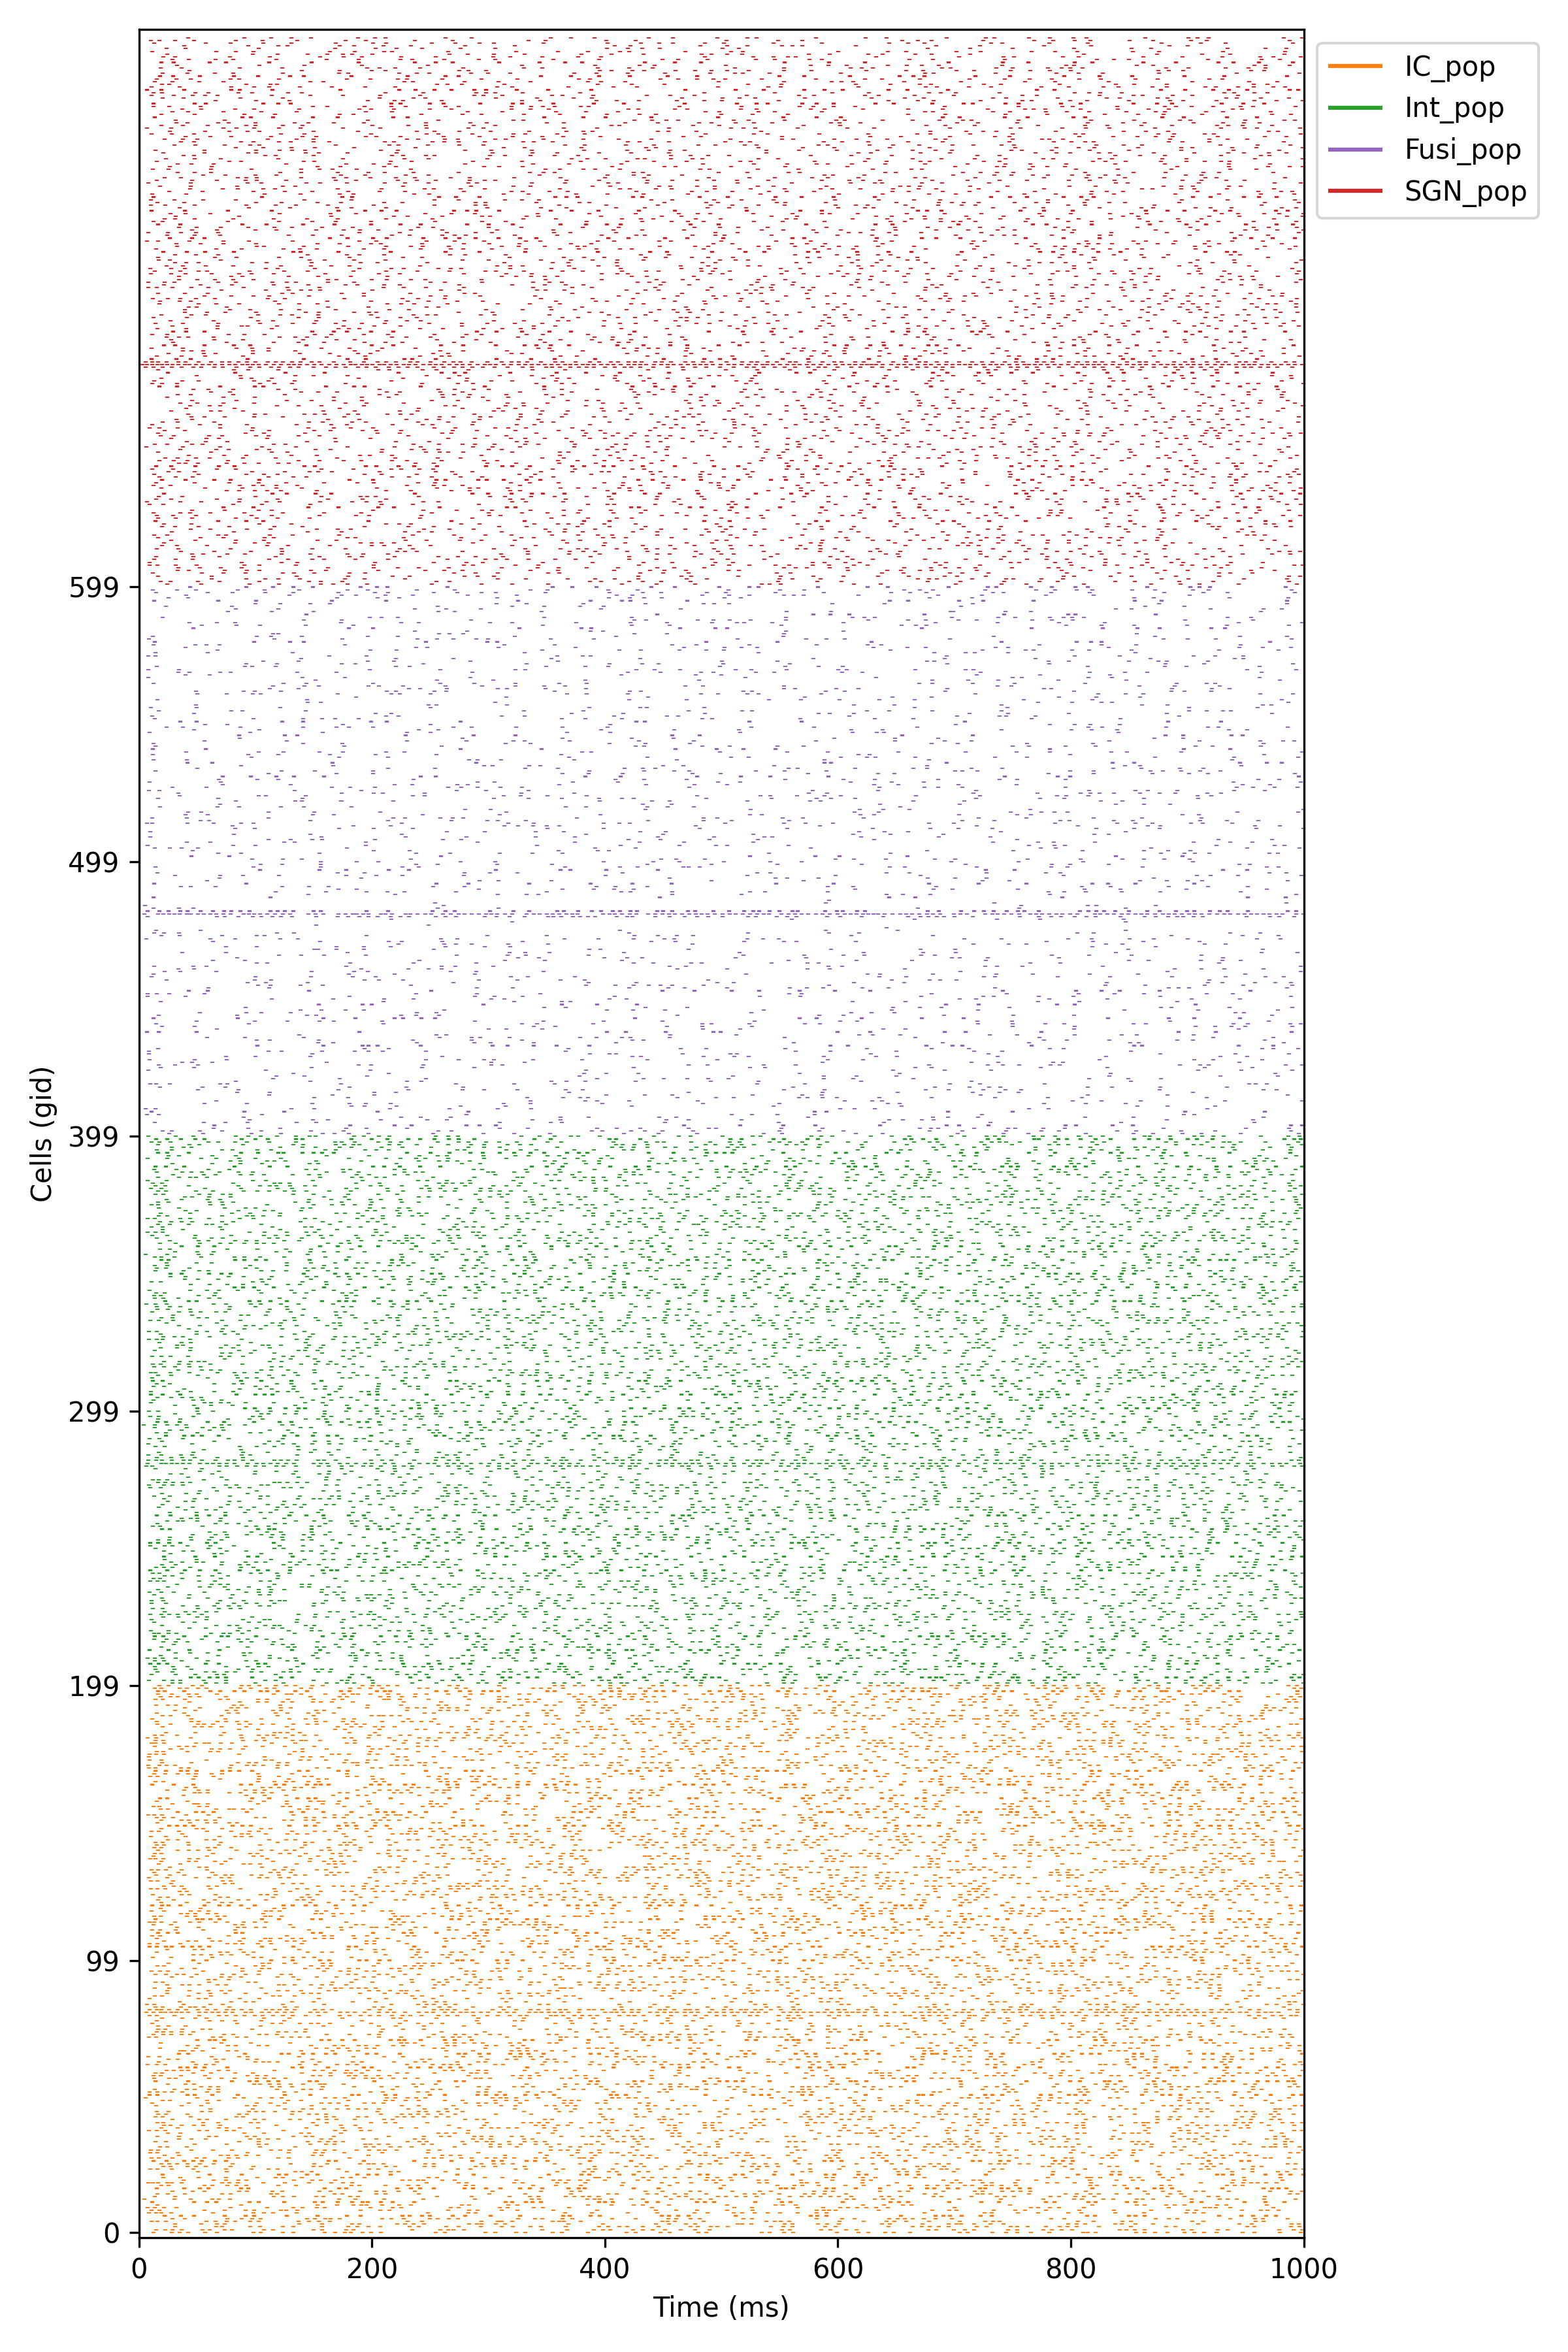 IC_pop
Int_pop
Fusi_pop
SGN_pop
599
499
399
299
199
99
0
Cells (gid)
0 200 400 600 800 1000
Time (ms)